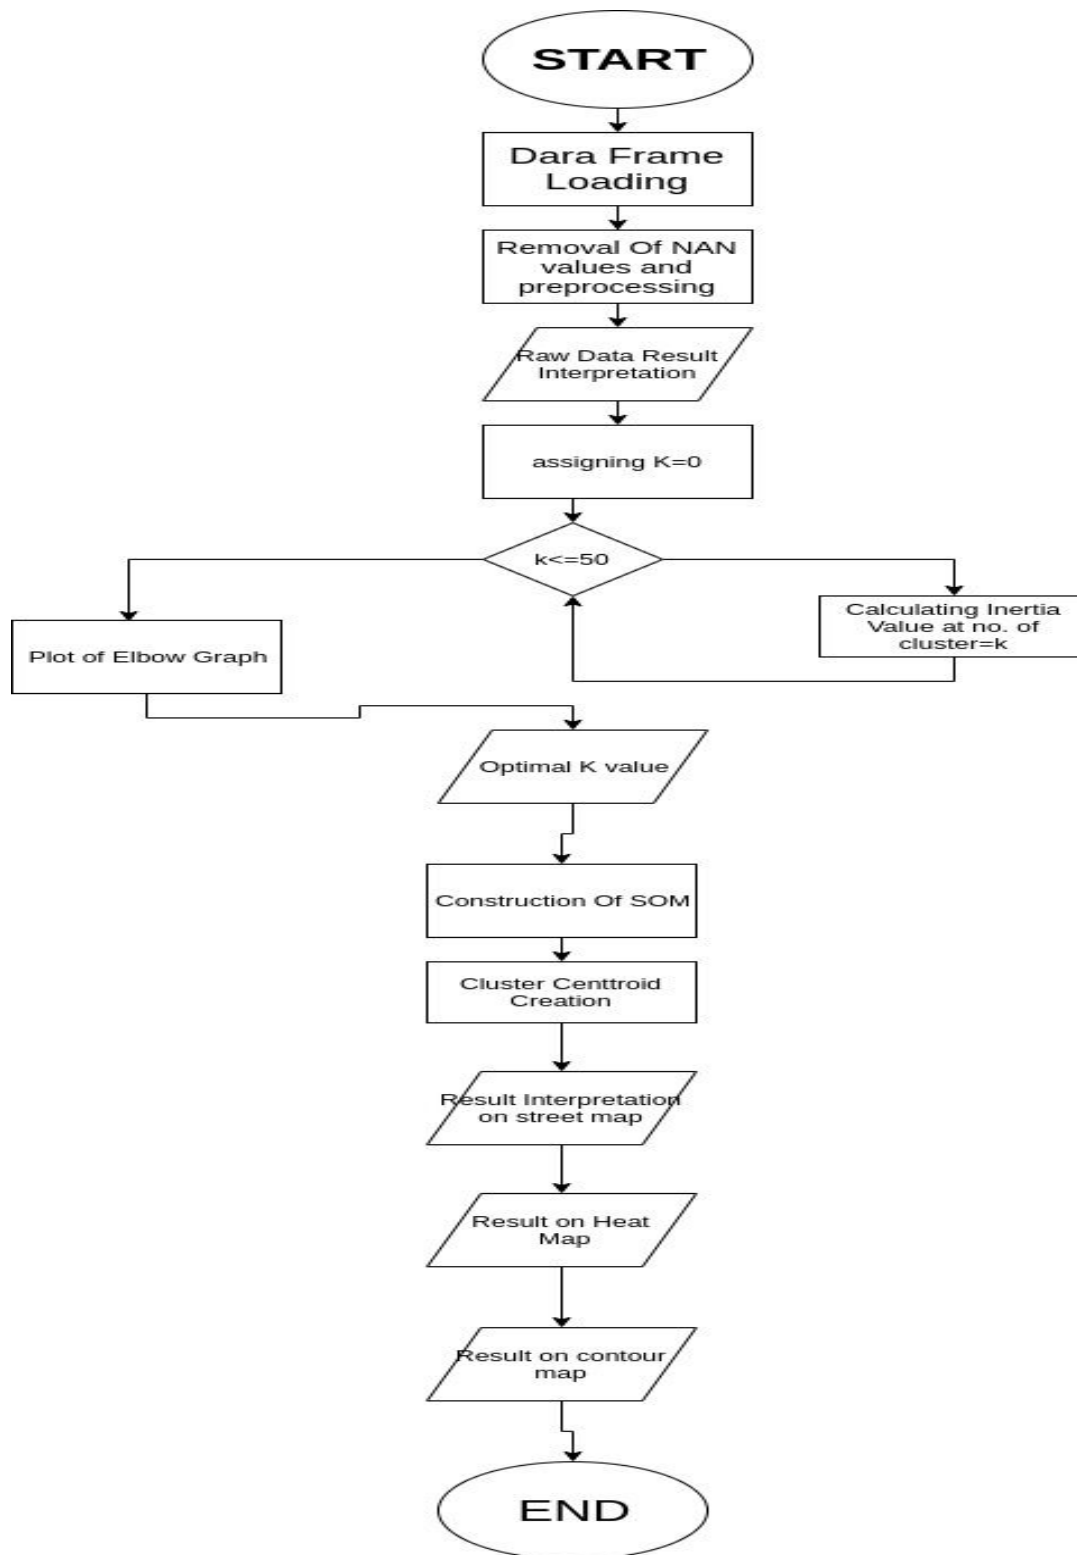 START
Dara Frame
Loading
Removal Of NAN
values and
preprocessing
Raw Data Result
Interpretation
assigning K=0
k<=50
Calculating Inertia
Value at no. of
cluster=k
Plot of Elbow Graph
Optimal K value
Construction Of SOM
Cluster Centtroid
Creation
Result Interpretation
on street map
Result on Heat
Map
Result on contour
map
END